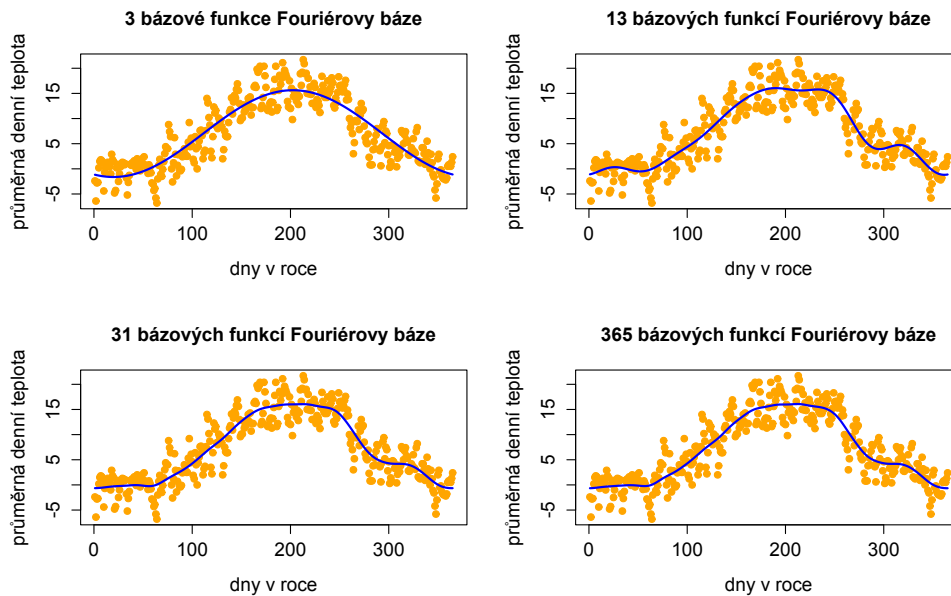 3 bázové funkce Fouriérovy báze
průměrná denní teplota
-5 5 15
0 100 200 300
dny v roce
13 bázových funkcí Fouriérovy báze
průměrná denní teplota
-5 5 15
0 100 200 300
dny v roce
31 bázových funkcí Fouriérovy báze
průměrná denní teplota
-5 5 15
0 100 200 300
dny v roce
365 bázových funkcí Fouriérovy báze
průměrná denní teplota
-5 5 15
0 100 200 300
dny v roce